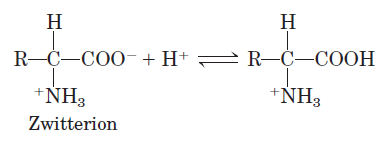 H H
R—C—COO⁻ + H⁺ ⇌ R—C—COOH
⁺NH₃ ⁺NH₃
Zwitterion